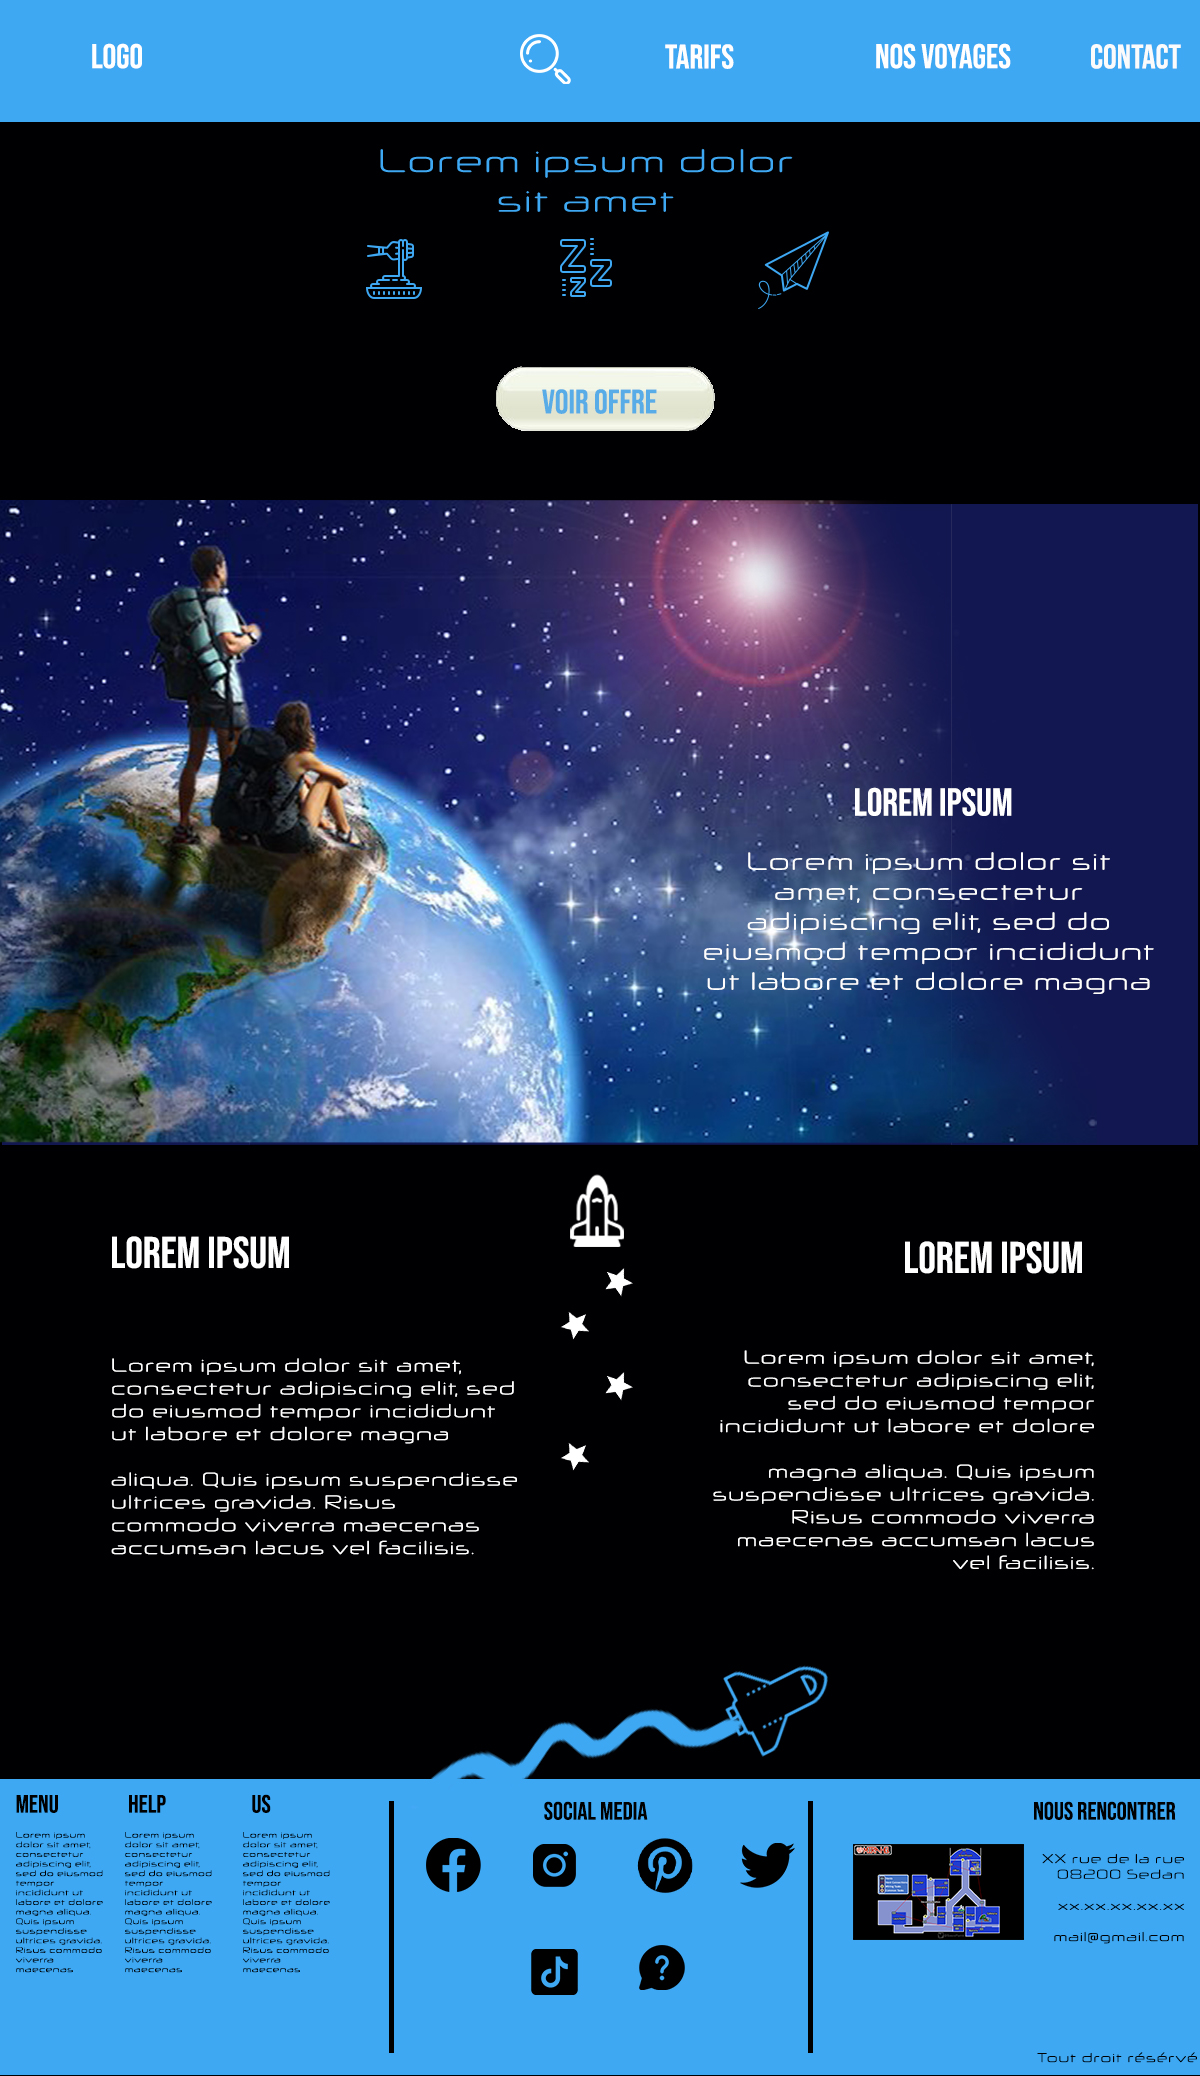 LOGO
TARIFS
NOS VOYAGES
CONTACT
Lorem ipsum dolor
sit amet
VOIR OFFRE
LOREM IPSUM
Lorem ipsum dolor sit
amet, consectetur
adipiscing elit, sed do
eiusmod tempor incididunt
ut labore et dolore magna
LOREM IPSUM
Lorem ipsum dolor sit amet,
consectetur adipiscing elit, sed
do eiusmod tempor incididunt
ut labore et dolore magna
aliqua. Quis ipsum suspendisse
ultrices gravida. Risus
commodo viverra maecenas
accumsan lacus vel facilisis.
LOREM IPSUM
Lorem ipsum dolor sit amet,
consectetur adipiscing elit,
sed do eiusmod tempor
incididunt ut labore et dolore
magna aliqua. Quis ipsum
suspendisse ultrices gravida.
Risus commodo viverra
maecenas accumsan lacus
vel facilisis.
MENU
Lorem ipsum
dolor sit amet,
consectetur
adipiscing elit,
sed do eiusmod
tempor
incididunt ut
labore et dolore
magna aliqua.
Quis ipsum
suspendisse
ultrices gravida.
Risus commodo
viverra
maecenas
HELP
Lorem ipsum
dolor sit amet,
consectetur
adipiscing elit,
sed do eiusmod
tempor
incididunt ut
labore et dolore
magna aliqua.
Quis ipsum
suspendisse
ultrices gravida.
Risus commodo
viverra
maecenas
US
Lorem ipsum
dolor sit amet,
consectetur
adipiscing elit,
sed do eiusmod
tempor
incididunt ut
labore et dolore
magna aliqua.
Quis ipsum
suspendisse
ultrices gravida.
Risus commodo
viverra
maecenas
SOCIAL MEDIA
NOUS RENCONTRER
XX rue de la rue
08200 Sedan
xx.xx.xx.xx.xx
mail@gmail.com
Tout droit résérvé